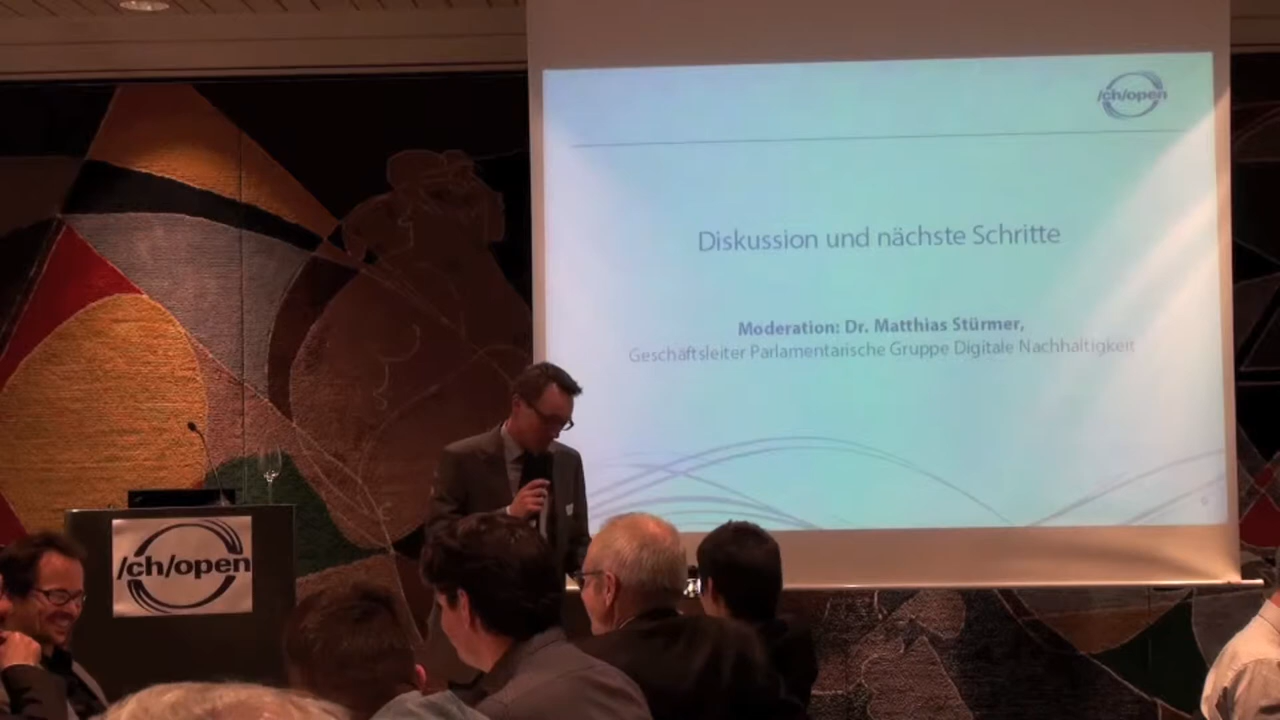 /ch/open
Diskussion und nächste Schritte
Moderation: Dr. Matthias Stürmer,
Geschäftsleiter Parlamentarische Gruppe Digitale Nachhaltigkeit
/ch/open